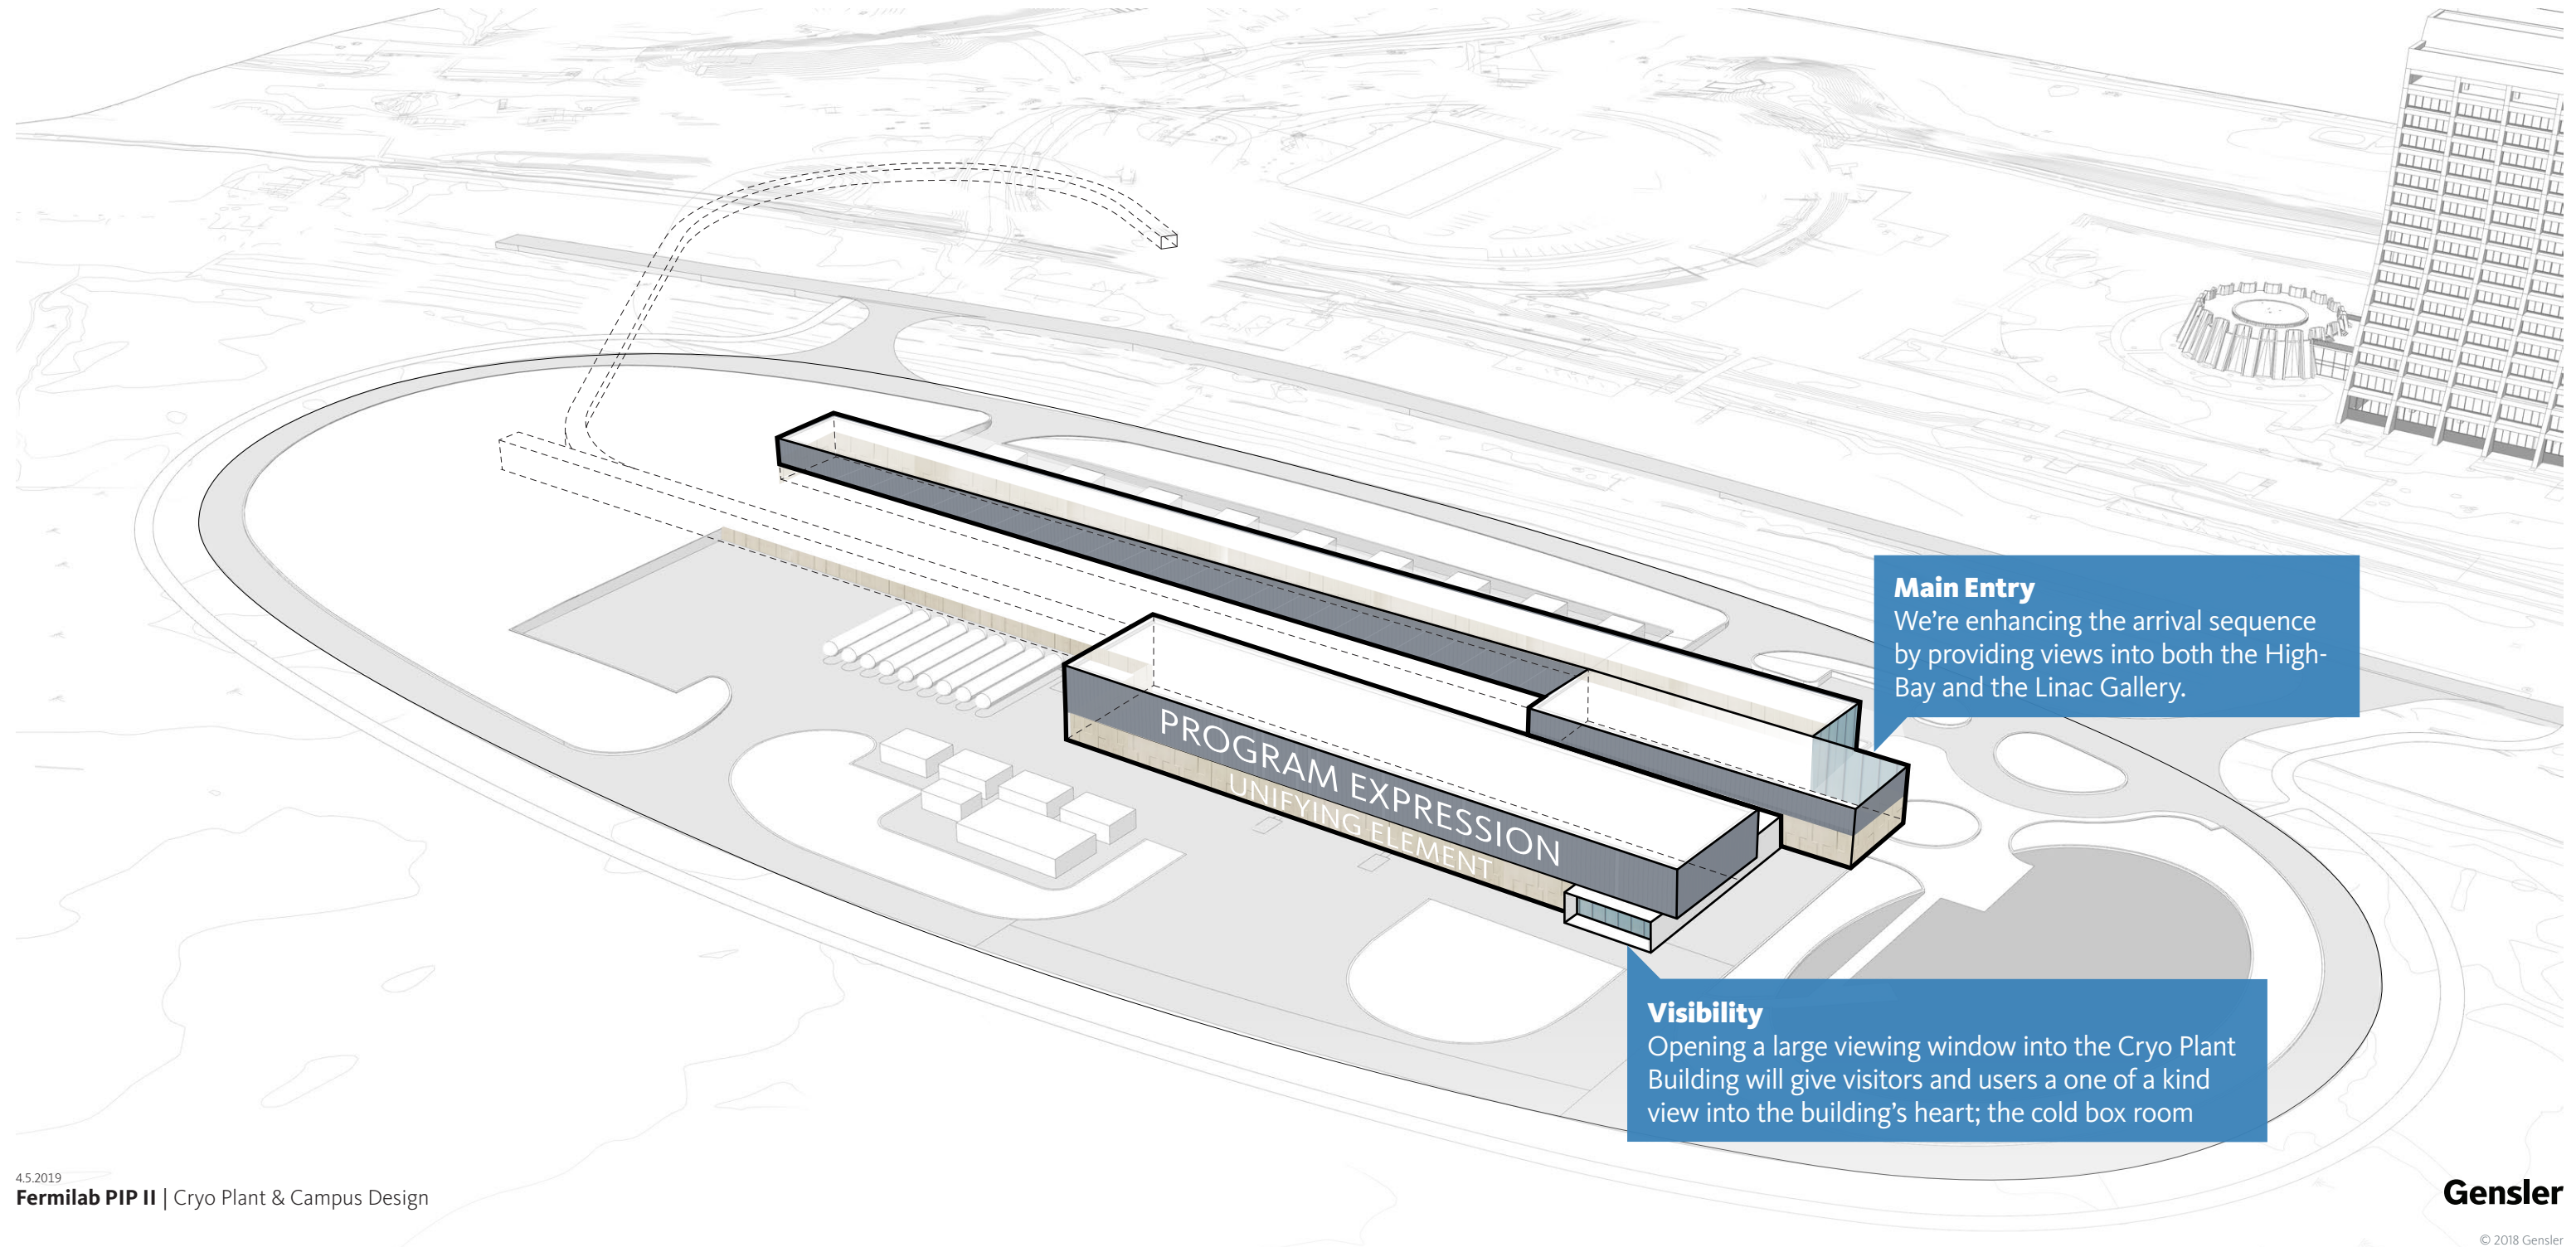 Main Entry
We're enhancing the arrival sequence
by providing views into both the High-
Bay and the Linac Gallery.
PROGRAM EXPRESSION
UNIFYING ELEMENT
Visibility
Opening a large viewing window into the Cryo Plant
Building will give visitors and users a one of a kind
view into the building's heart; the cold box room
4.5.2019
Fermilab PIP II | Cryo Plant & Campus Design
Gensler
© 2018 Gensler